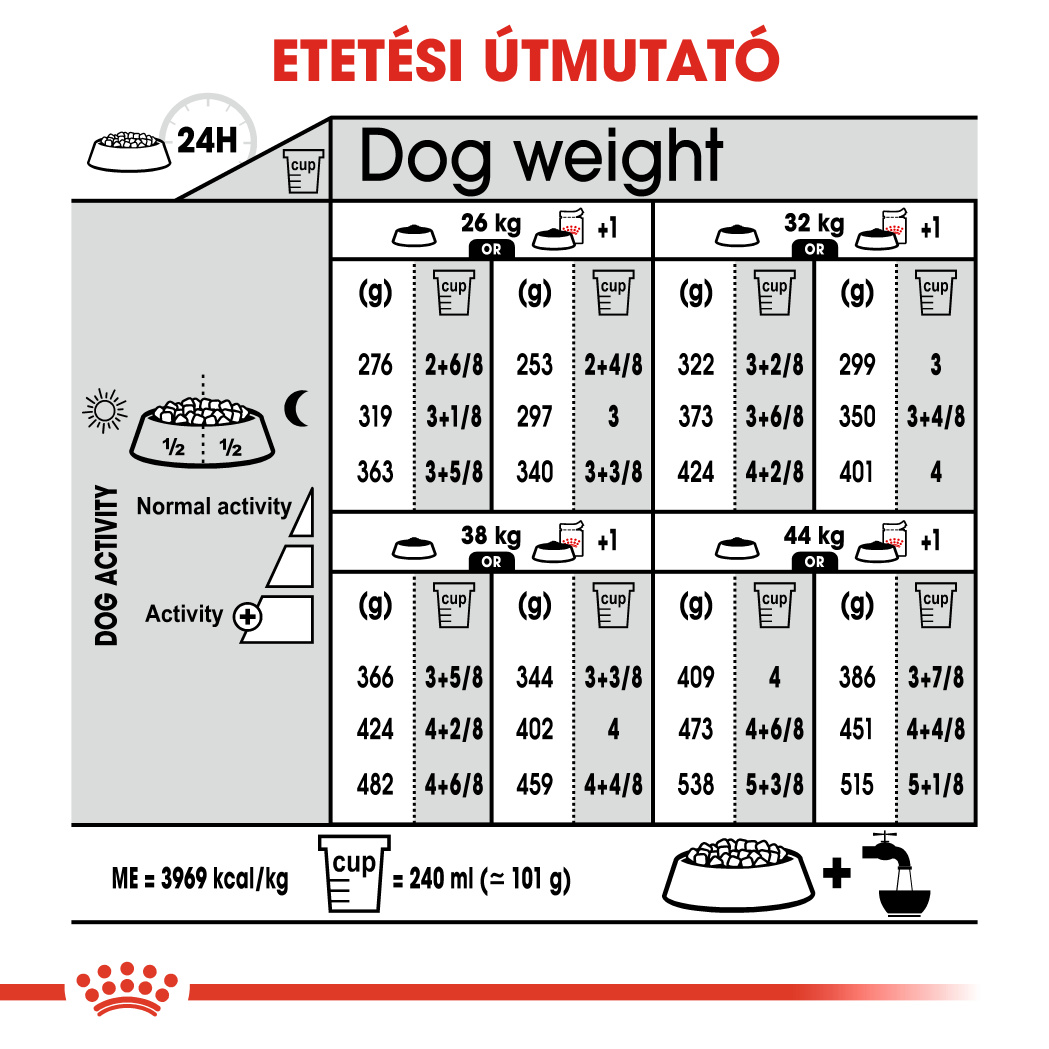 ETETÉSI ÚTMUTATÓ
24H
cup
Dog weight
26 kg +1 32 kg +1
OR OR
(g) cup (g) cup (g) cup (g) cup
276 2+6/8 253 2+4/8 322 3+2/8 299 3
319 3+1/8 297 3 373 3+6/8 350 3+4/8
363 3+5/8 340 3+3/8 424 4+2/8 401 4
½ ½
DOG ACTIVITY
Normal activity
Activity +
38 kg +1 44 kg +1
OR OR
(g) cup (g) cup (g) cup (g) cup
366 3+5/8 344 3+3/8 409 4 386 3+7/8
424 4+2/8 402 4 473 4+6/8 451 4+4/8
482 4+6/8 459 4+4/8 538 5+3/8 515 5+1/8
ME = 3969 kcal/kg cup = 240 ml (≃ 101 g) +